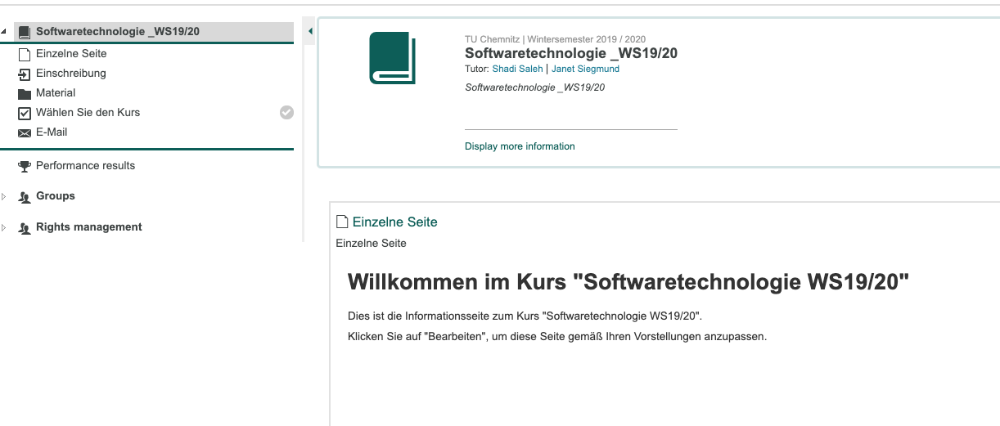 Softwaretechnologie _WS19/20
Einzelne Seite
Einschreibung
Material
Wählen Sie den Kurs
E-Mail
Performance results
Groups
Rights management
TU Chemnitz | Wintersemester 2019 / 2020
Softwaretechnologie _WS19/20
Tutor: Shadi Saleh | Janet Siegmund
Softwaretechnologie _WS19/20
Display more information
Einzelne Seite
Einzelne Seite
Willkommen im Kurs "Softwaretechnologie WS19/20"
Dies ist die Informationsseite zum Kurs "Softwaretechnologie WS19/20".
Klicken Sie auf "Bearbeiten", um diese Seite gemäß Ihren Vorstellungen anzupassen.